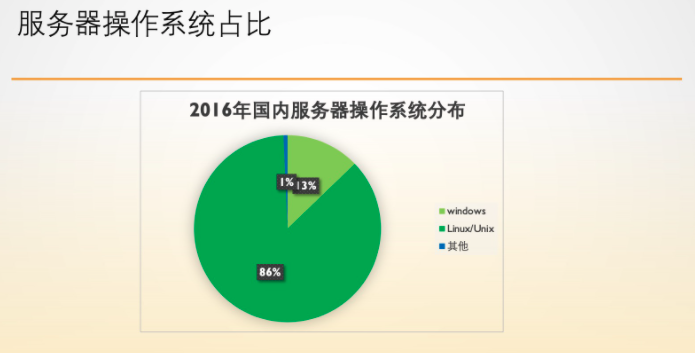 服务器操作系统占比
2016年国内服务器操作系统分布
1%
13%
windows
Linux/Unix
其他
86%